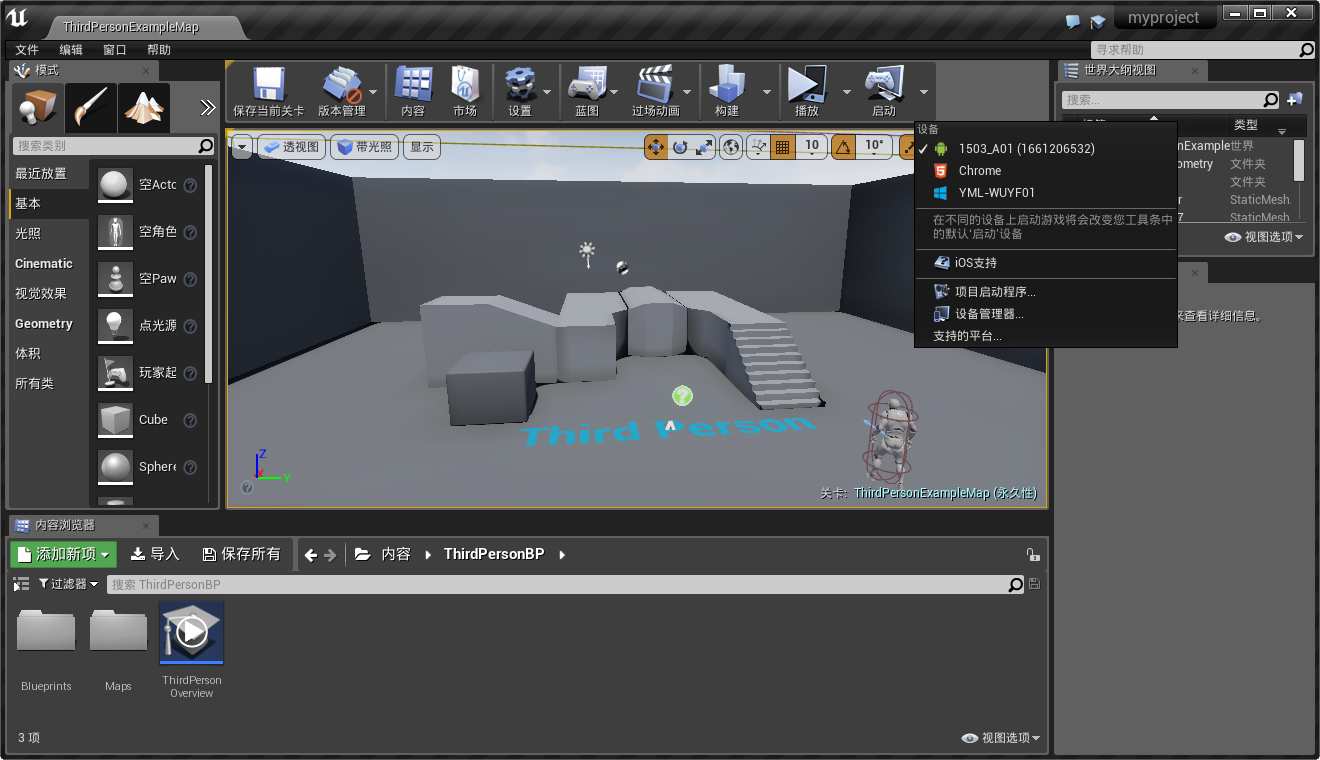 ThirdPersonExampleMap
myproject
文件 编辑 窗口 帮助
寻求帮助
模式
搜索类别
最近放置
基本
光照
Cinematic
视觉效果
Geometry
体积
所有类
空Actc
空角色
空Paw
点光源
玩家起
Cube
Sphere
保存当前关卡 版本管理 内容 市场 设置 蓝图 过场动画 构建 播放 启动
透视图 带光照 显示
10
10°
Third Person
关卡: ThirdPersonExampleMap (永久性)
Z
X
Y
设备
1503_A01 (1661206532)
Chrome
YML-WUYF01
在不同的设备上启动游戏将会改变您工具条中
的默认'启动'设备
iOS支持
项目启动程序...
设备管理器...
支持的平台...
世界大纲视图
搜索...
类型
mExample 世界
ometry 文件夹
文件夹
r StaticMesh.
7 StaticMesh.
视图选项
来查看详细信息。
内容浏览器
添加新项 导入 保存所有 内容 ThirdPersonBP
过滤器 搜索 ThirdPersonBP
Blueprints
Maps
ThirdPerson
Overview
3 项
视图选项